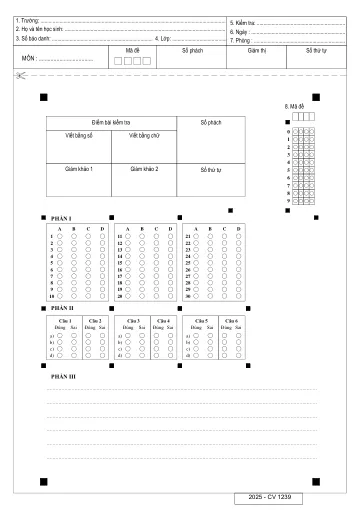 1. Trường: ........................................
2. Họ và tên học sinh: ........................................
3. Số báo danh: ........................................ 4. Lớp: ....................
5. Kiểm tra: ........................................
6. Ngày : ........................................
7. Phòng : ........................................
MÔN : ..............................
Mã đề
Số phách
Giám thị
Số thứ tự
8. Mã đề
0
1
2
3
4
5
6
7
8
9
Điểm bài kiểm tra
Số phách
Viết bằng số
Viết bằng chữ
Giám khảo 1
Giám khảo 2
Số thứ tự
PHẦN I
A B C D
1
2
3
4
5
6
7
8
9
10
A B C D
11
12
13
14
15
16
17
18
19
20
A B C D
21
22
23
24
25
26
27
28
29
30
PHẦN II
Câu 1 Câu 2
Đúng Sai Đúng Sai
a)
b)
c)
d)
Câu 3 Câu 4
Đúng Sai Đúng Sai
a)
b)
c)
d)
Câu 5 Câu 6
Đúng Sai Đúng Sai
a)
b)
c)
d)
PHẦN III
2025 - CV 1239